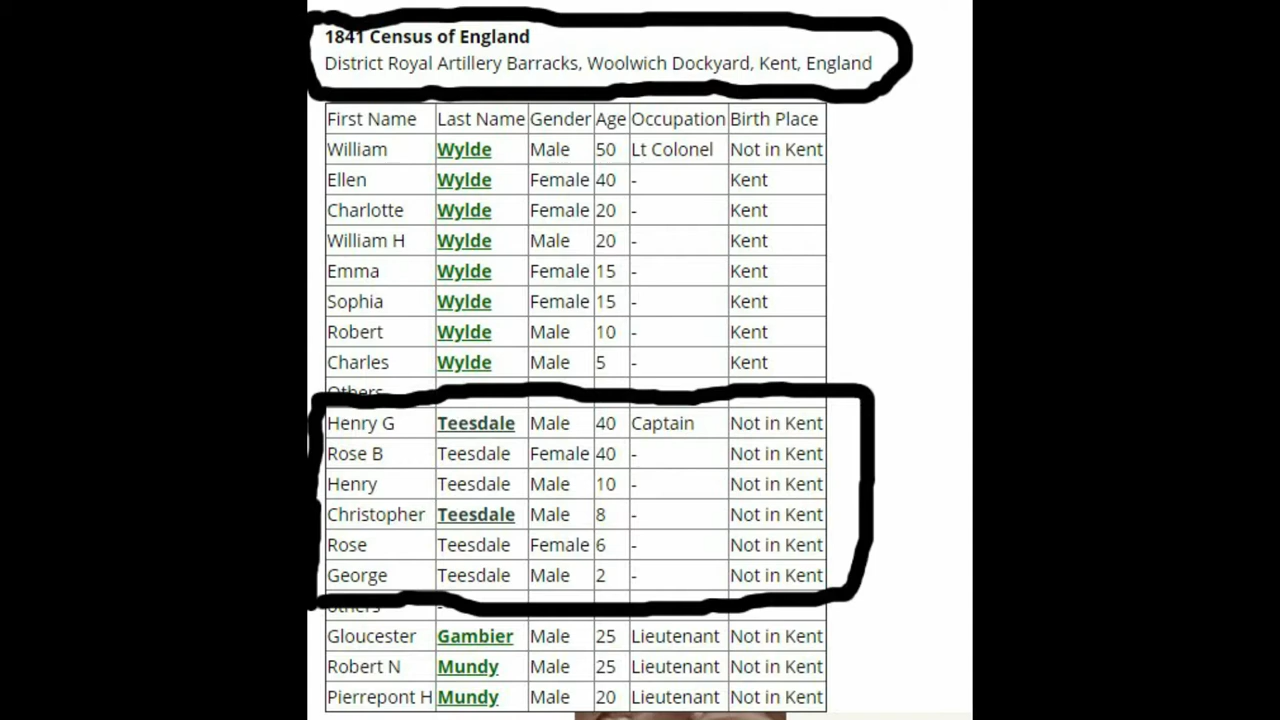 1841 Census of England
District Royal Artillery Barracks, Woolwich Dockyard, Kent, England
First Name Last Name Gender Age Occupation Birth Place
William Wylde Male 50 Lt Colonel Not in Kent
Ellen Wylde Female 40 - Kent
Charlotte Wylde Female 20 - Kent
William H Wylde Male 20 - Kent
Emma Wylde Female 15 - Kent
Sophia Wylde Female 15 - Kent
Robert Wylde Male 10 - Kent
Charles Wylde Male 5 - Kent
Others
Henry G Teesdale Male 40 Captain Not in Kent
Rose B Teesdale Female 40 - Not in Kent
Henry Teesdale Male 10 - Not in Kent
Christopher Teesdale Male 8 - Not in Kent
Rose Teesdale Female 6 - Not in Kent
George Teesdale Male 2 - Not in Kent
others -
Gloucester Gambier Male 25 Lieutenant Not in Kent
Robert N Mundy Male 25 Lieutenant Not in Kent
Pierrepont H Mundy Male 20 Lieutenant Not in Kent